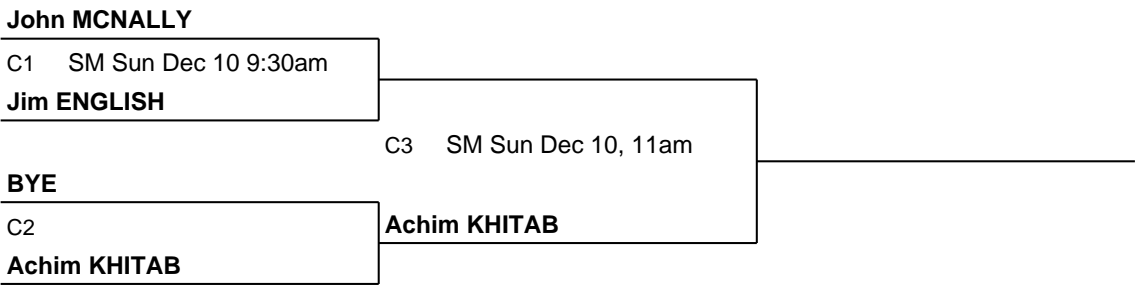 John MCNALLY
C1 SM Sun Dec 10 9:30am
Jim ENGLISH
C3 SM Sun Dec 10, 11am
BYE
C2
Achim KHITAB
Achim KHITAB